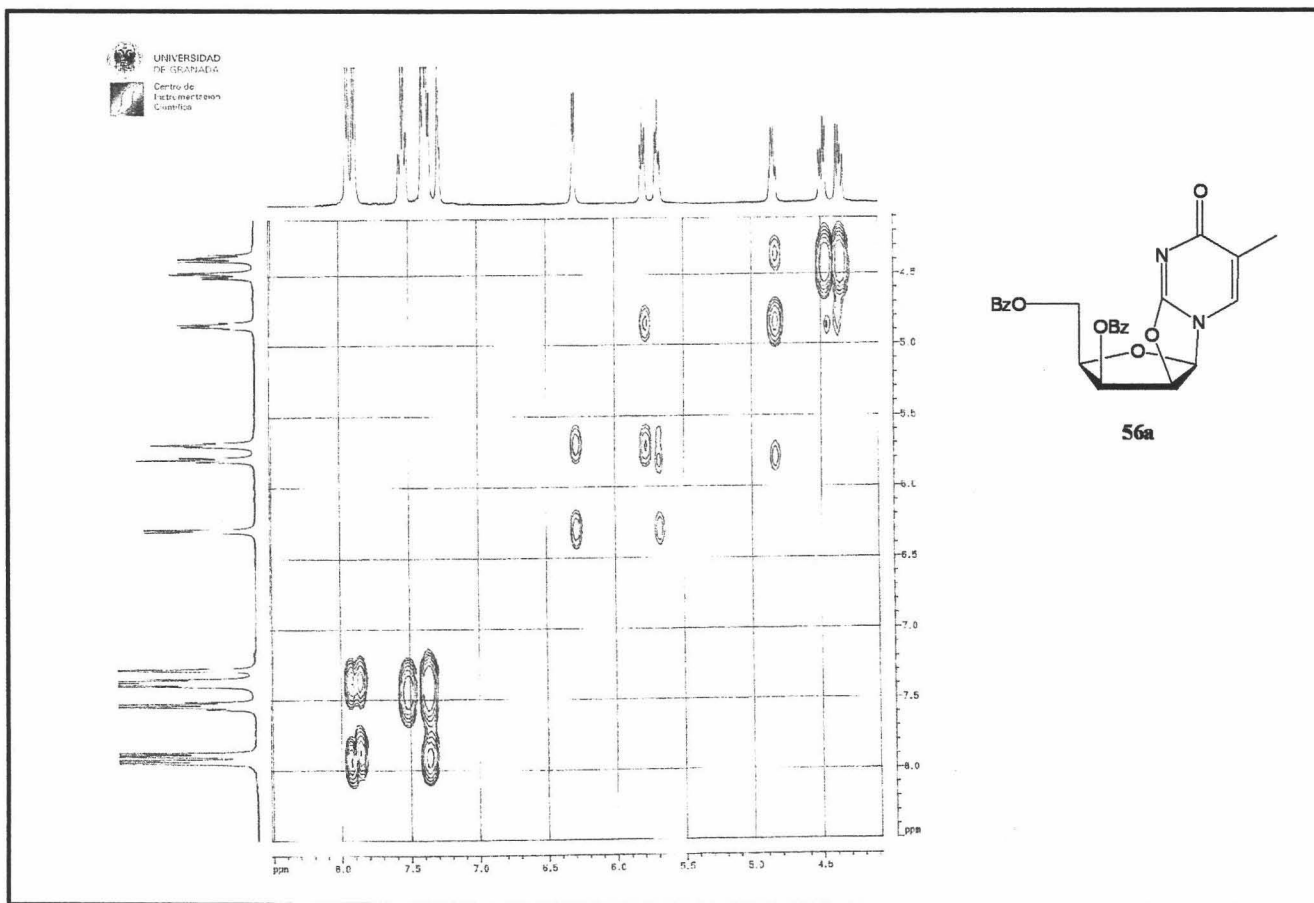 UNIVERSIDAD
DE GRANADA
Centro de
Instrumentación
Científica
4.5
5.0
5.5
6.0
6.5
7.0
7.5
8.0
ppm
ppm 8.0 7.5 7.0 6.5 6.0 5.5 5.0 4.5
O
N
N
BzO
OBz
O
O
56a